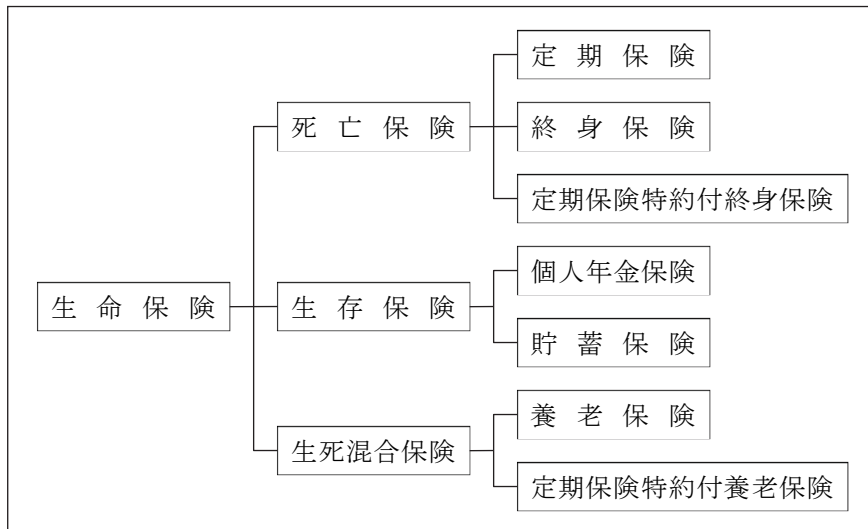 生命保険
死亡保険
定期保険
終身保険
定期保険特約付終身保険
生存保険
個人年金保険
貯蓄保険
生死混合保険
養老保険
定期保険特約付養老保険